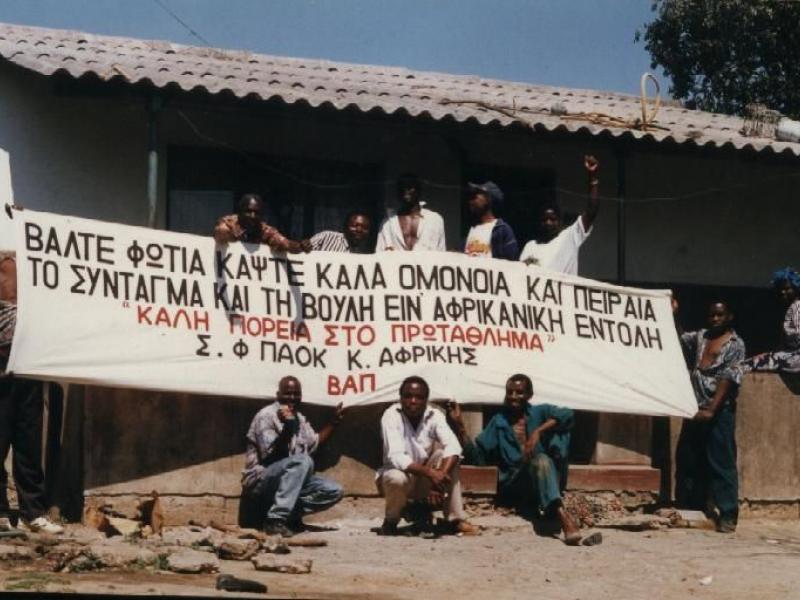 ΒΑΛΤΕ ΦΩΤΙΑ ΚΑΨΤΕ ΚΑΛΑ ΟΜΟΝΟΙΑ ΚΑΙ ΠΕΙΡΑΙΑ
ΤΟ ΣΥΝΤΑΓΜΑ ΚΑΙ ΤΗ ΒΟΥΛΗ ΕΙΝ' ΑΦΡΙΚΑΝΙΚΗ ΕΝΤΟΛΗ
"ΚΑΛΗ ΠΟΡΕΙΑ ΣΤΟ ΠΡΩΤΑΘΛΗΜΑ"
Σ.Φ ΠΑΟΚ Κ. ΑΦΡΙΚΗΣ
ΒΑΠ